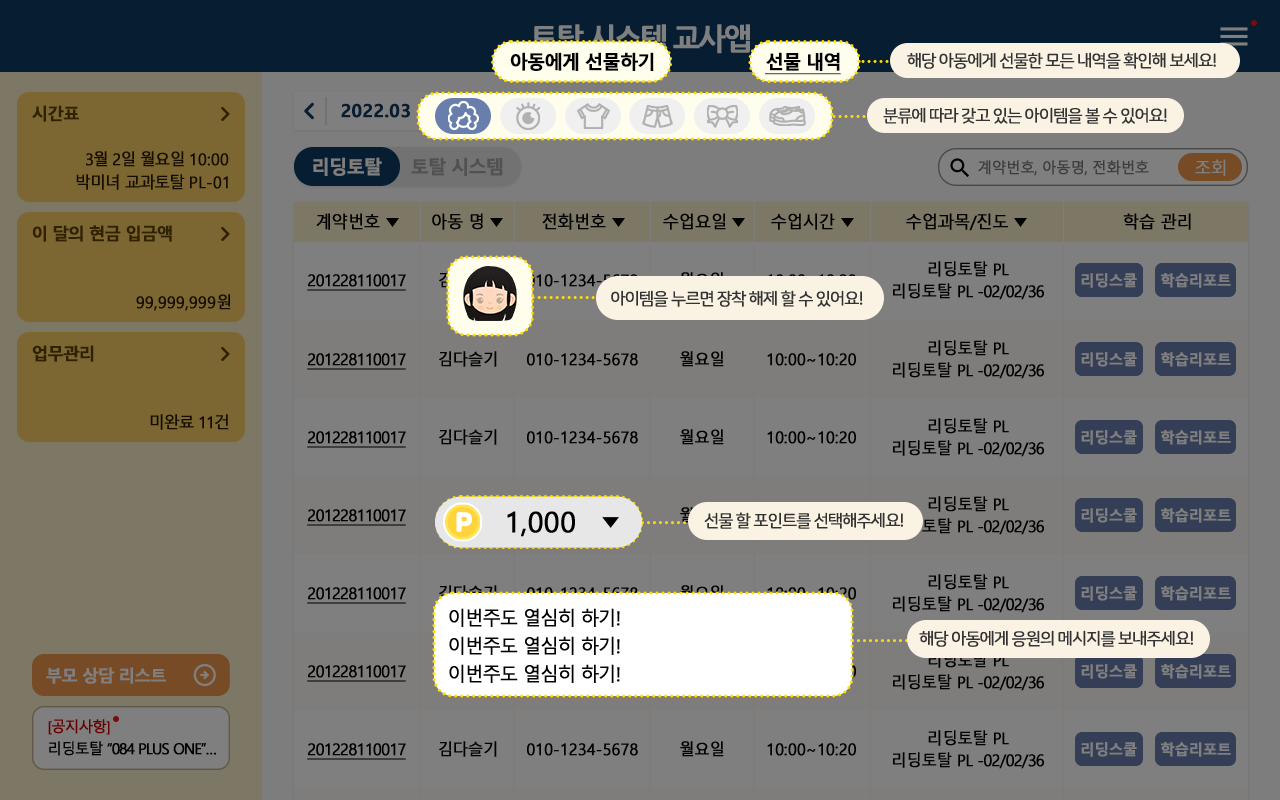 토탈 시스템 교사앱
아동에게 선물하기
선물 내역
해당 아동에게 선물한 모든 내역을 확인해 보세요!
시간표
3월 2일 월요일 10:00
박미녀 교과토탈 PL-01
이 달의 현금 입금액
99,999,999원
업무관리
미완료 11건
부모 상담 리스트
[공지사항]
리딩토탈 "084 PLUS ONE"...
2022.03
분류에 따라 갖고 있는 아이템을 볼 수 있어요!
리딩토탈 토탈 시스템
계약번호, 아동명, 전화번호 조회
계약번호 아동 명 전화번호 수업요일 수업시간 수업과목/진도 학습 관리
리딩토탈 PL
201228110017 리딩스쿨 학습리포트
리딩토탈 PL -02/02/36
아이템을 누르면 장착 해제 할 수 있어요!
리딩토탈 PL
201228110017 김다슬기 010-1234-5678 월요일 10:00~10:20 리딩스쿨 학습리포트
리딩토탈 PL -02/02/36
리딩토탈 PL
201228110017 김다슬기 010-1234-5678 월요일 10:00~10:20 리딩스쿨 학습리포트
리딩토탈 PL -02/02/36
리딩토탈 PL
201228110017 리딩스쿨 학습리포트
P 1,000
선물 할 포인트를 선택해주세요!
리딩토탈 PL
201228110017 김다슬기 010-1234-5678 월요일 10:00~10:20 리딩스쿨 학습리포트
리딩토탈 PL -02/02/36
이번주도 열심히 하기!
이번주도 열심히 하기!
이번주도 열심히 하기!
해당 아동에게 응원의 메시지를 보내주세요!
리딩토탈 PL
201228110017 리딩스쿨 학습리포트
리딩토탈 PL -02/02/36
리딩토탈 PL
201228110017 김다슬기 010-1234-5678 월요일 10:00~10:20 리딩스쿨 학습리포트
리딩토탈 PL -02/02/36